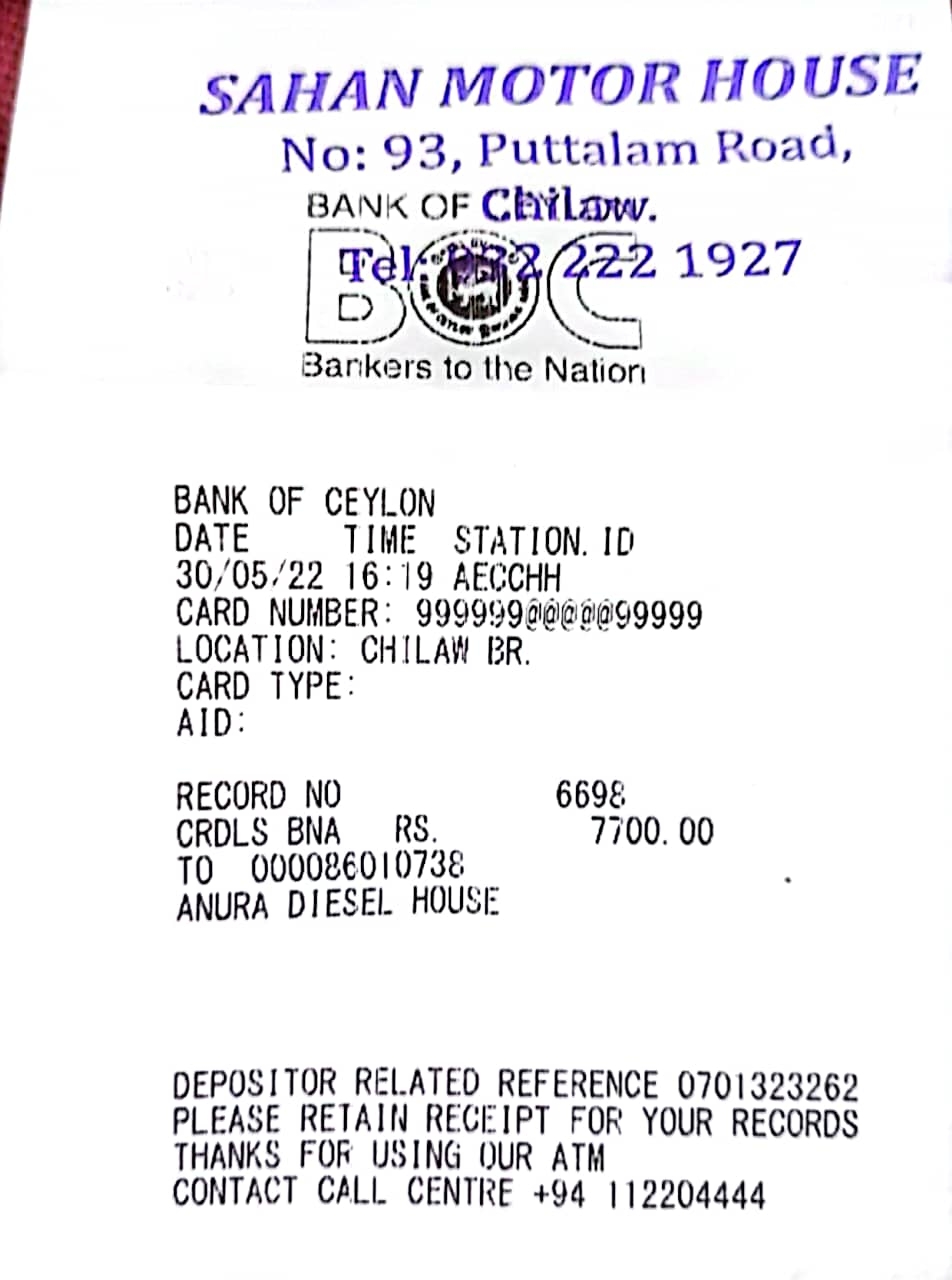 SAHAN MOTOR HOUSE
No: 93, Puttalam Road,
BANK OF Chilaw.
Tel: 032 222 1927
BOC
Bankers to the Nation
BANK OF CEYLON
DATE TIME STATION. ID
30/05/22 16:19 AECCHH
CARD NUMBER: 999999@@@@@99999
LOCATION: CHILAW BR.
CARD TYPE:
AID:
RECORD NO 6698
CRDLS BNA RS. 7700.00
TO 000086010738
ANURA DIESEL HOUSE
DEPOSITOR RELATED REFERENCE 0701323262
PLEASE RETAIN RECEIPT FOR YOUR RECORDS
THANKS FOR USING OUR ATM
CONTACT CALL CENTRE +94 112204444